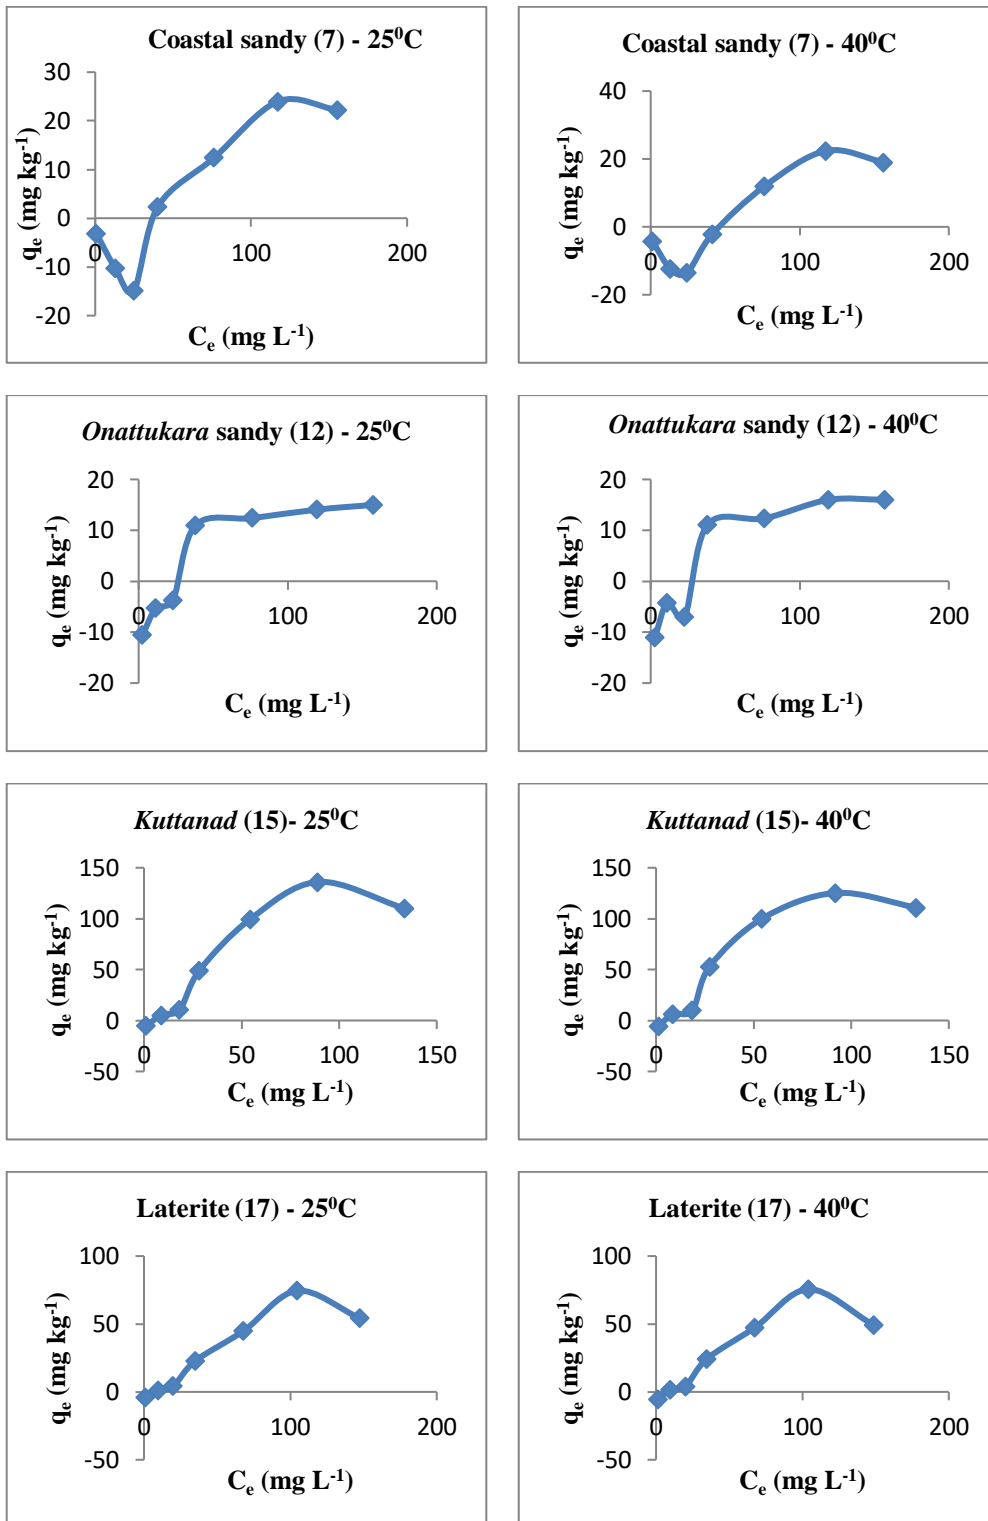 Coastal sandy (7) - 25⁰C
30
20
10
0
-10
-20
0
100
200
qₑ (mg kg⁻¹)
Cₑ (mg L⁻¹)
Coastal sandy (7) - 40⁰C
40
20
0
-20
0
100
200
qₑ (mg kg⁻¹)
Cₑ (mg L⁻¹)
Onattukara sandy (12) - 25⁰C
20
10
0
-10
-20
0
100
200
qₑ (mg kg⁻¹)
Cₑ (mg L⁻¹)
Onattukara sandy (12) - 40⁰C
20
10
0
-10
-20
0
100
200
qₑ (mg kg⁻¹)
Cₑ (mg L⁻¹)
Kuttanad (15)- 25⁰C
150
100
50
0
-50
0
50
100
150
qₑ (mg kg⁻¹)
Cₑ (mg L⁻¹)
Kuttanad (15)- 40⁰C
150
100
50
0
-50
0
50
100
150
qₑ (mg kg⁻¹)
Cₑ (mg L⁻¹)
Laterite (17) - 25⁰C
100
50
0
-50
0
100
200
qₑ (mg kg⁻¹)
Cₑ (mg L⁻¹)
Laterite (17) - 40⁰C
100
50
0
-50
0
100
200
qₑ (mg kg⁻¹)
Cₑ (mg L⁻¹)